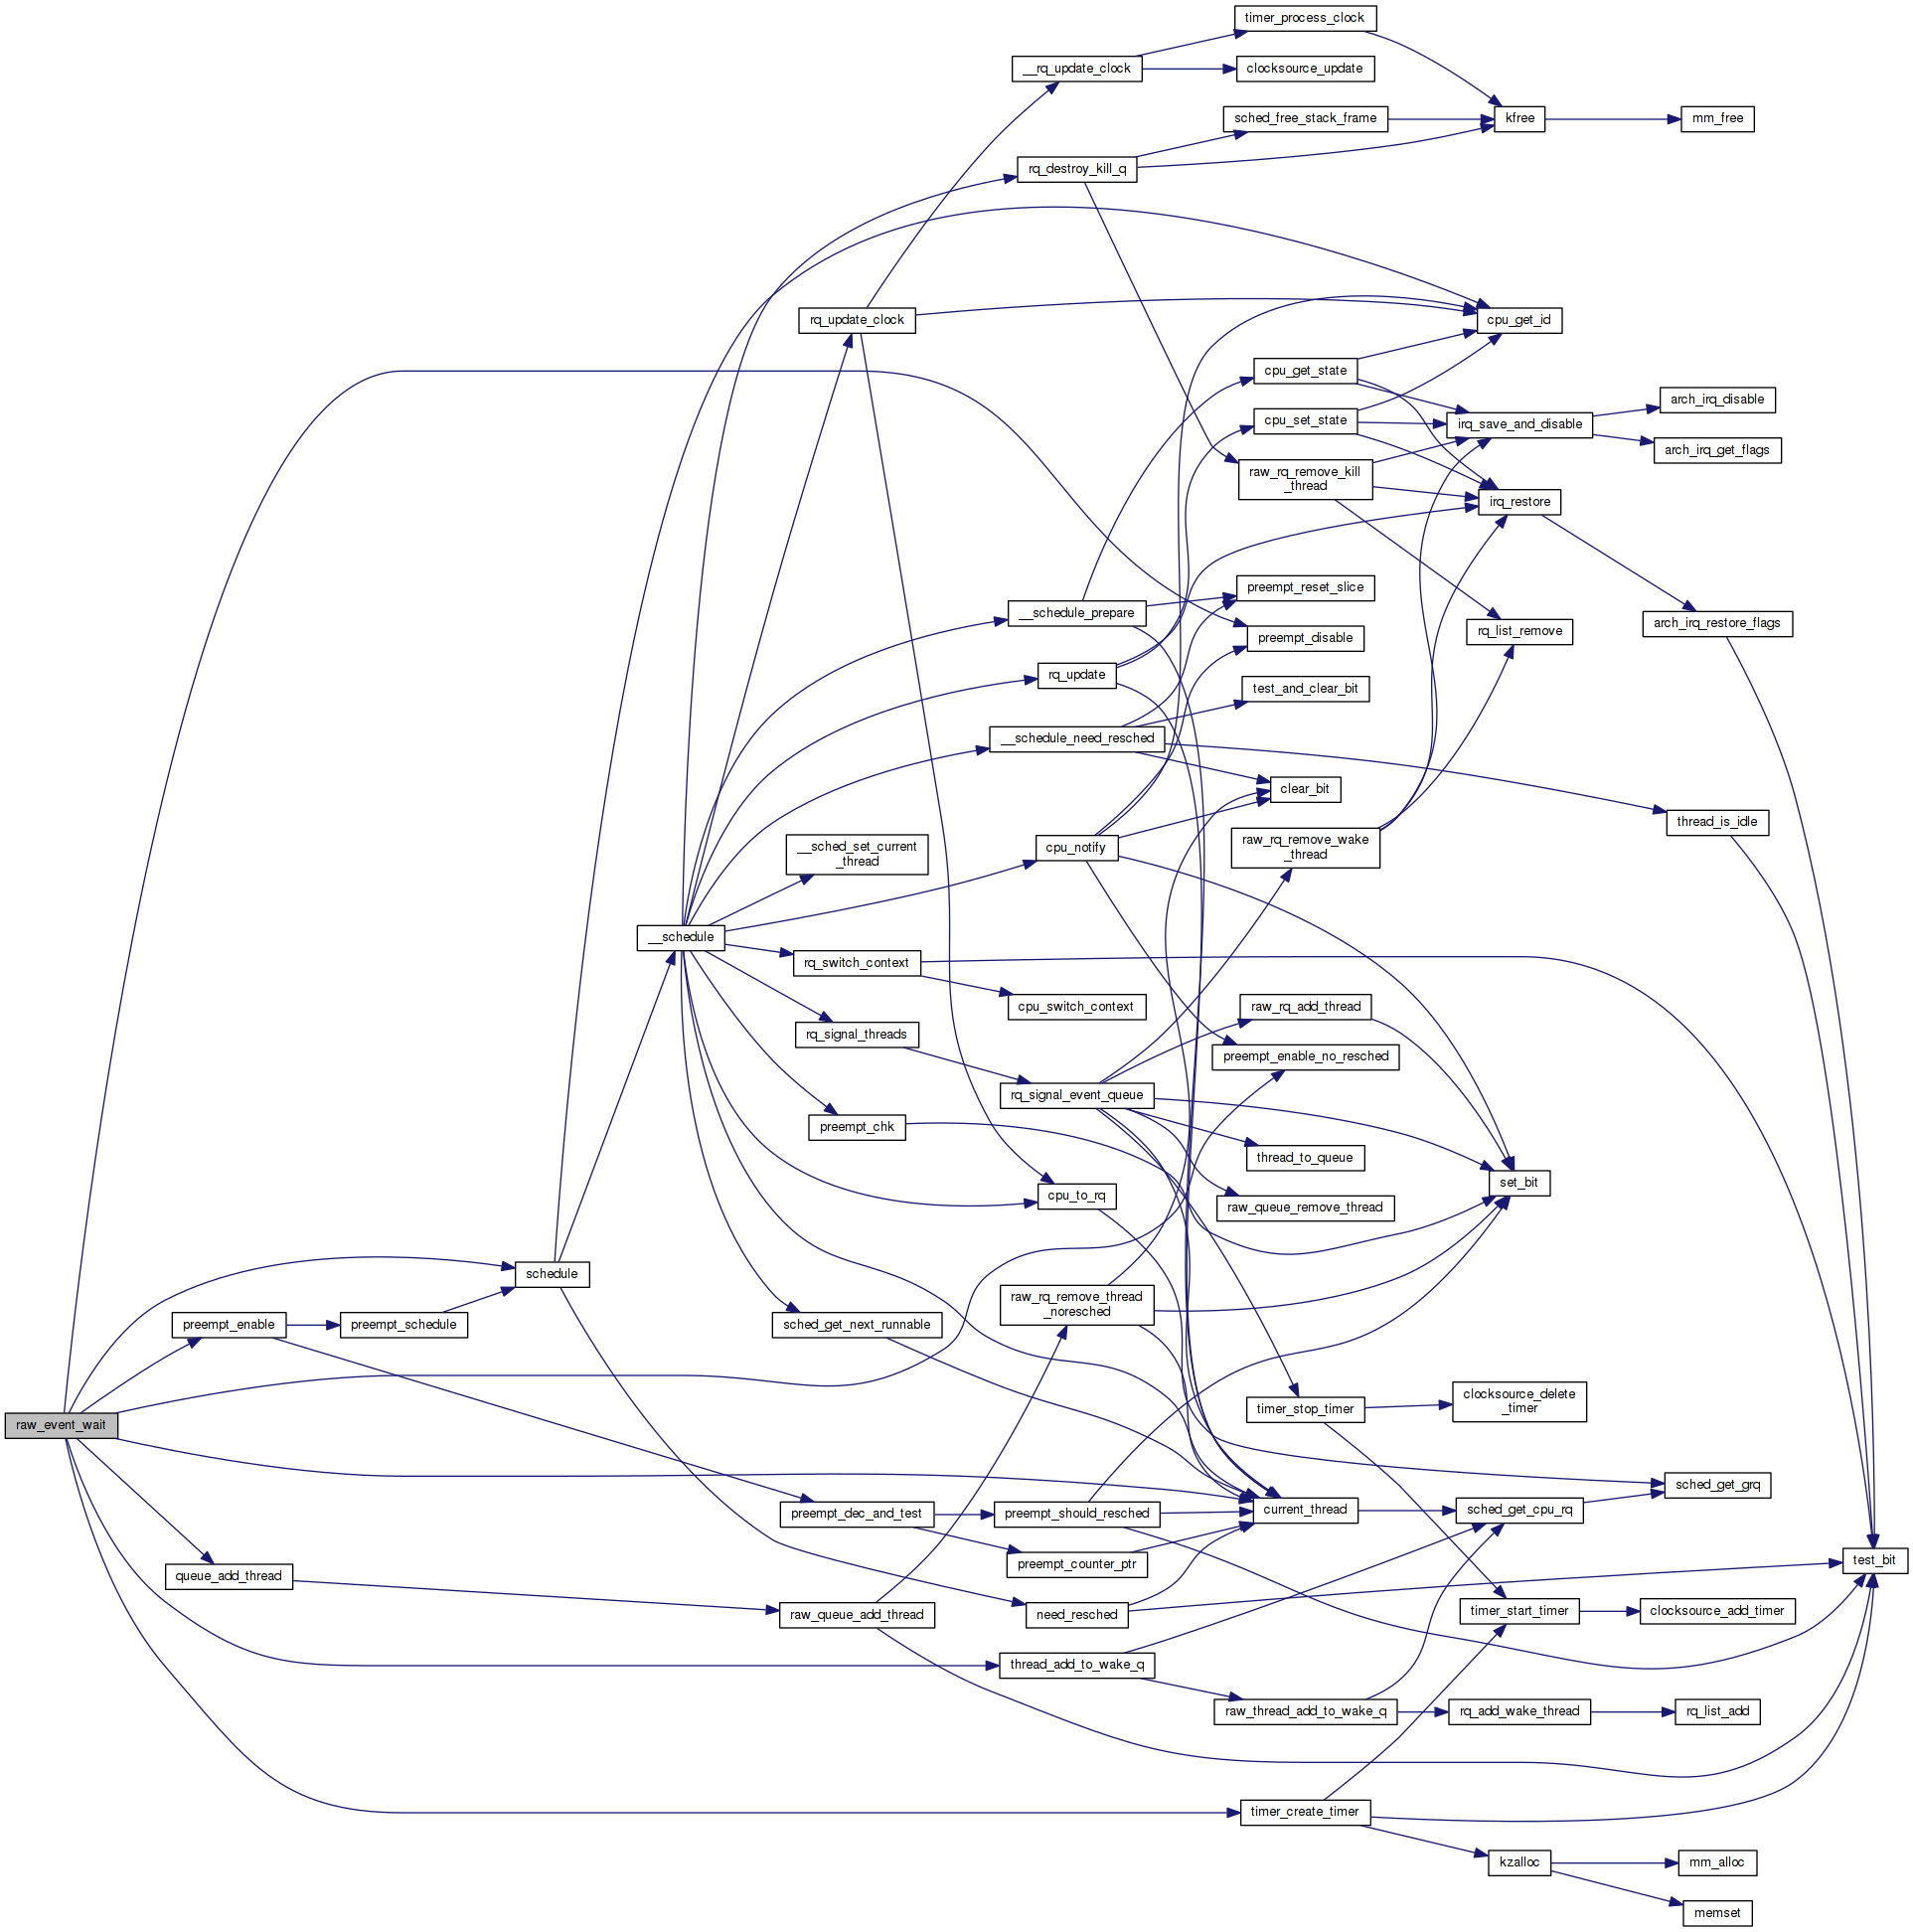 timer_process_clock
__rq_update_clock
clocksource_update
sched_free_stack_frame
kfree
mm_free
rq_destroy_kill_q
rq_update_clock
cpu_get_id
cpu_get_state
arch_irq_disable
cpu_set_state
irq_save_and_disable
arch_irq_get_flags
raw_rq_remove_kill
_thread
irq_restore
preempt_reset_slice
__schedule_prepare
arch_irq_restore_flags
rq_list_remove
preempt_disable
rq_update
test_and_clear_bit
__schedule_need_resched
clear_bit
thread_is_idle
__sched_set_current
_thread
cpu_notify
raw_rq_remove_wake
_thread
__schedule
rq_switch_context
raw_rq_add_thread
cpu_switch_context
rq_signal_threads
preempt_enable_no_resched
rq_signal_event_queue
preempt_chk
thread_to_queue
set_bit
cpu_to_rq
raw_queue_remove_thread
schedule
raw_rq_remove_thread
_noresched
preempt_enable
preempt_schedule
sched_get_next_runnable
timer_stop_timer
clocksource_delete
_timer
raw_event_wait
sched_get_grq
preempt_dec_and_test
preempt_should_resched
current_thread
sched_get_cpu_rq
preempt_counter_ptr
test_bit
queue_add_thread
raw_queue_add_thread
need_resched
timer_start_timer
clocksource_add_timer
thread_add_to_wake_q
raw_thread_add_to_wake_q
rq_add_wake_thread
rq_list_add
timer_create_timer
kzalloc
mm_alloc
memset